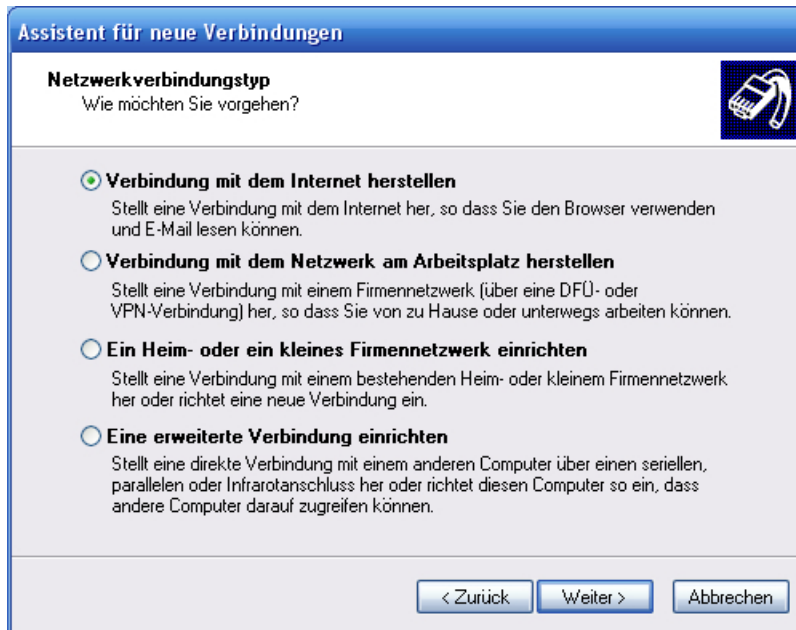 Assistent für neue Verbindungen
Netzwerkverbindungstyp
Wie möchten Sie vorgehen?
Verbindung mit dem Internet herstellen
Stellt eine Verbindung mit dem Internet her, so dass Sie den Browser verwenden
und E-Mail lesen können.
Verbindung mit dem Netzwerk am Arbeitsplatz herstellen
Stellt eine Verbindung mit einem Firmennetzwerk (über eine DFÜ- oder
VPN-Verbindung) her, so dass Sie von zu Hause oder unterwegs arbeiten können.
Ein Heim- oder ein kleines Firmennetzwerk einrichten
Stellt eine Verbindung mit einem bestehenden Heim- oder kleinem Firmennetzwerk
her oder richtet eine neue Verbindung ein.
Eine erweiterte Verbindung einrichten
Stellt eine direkte Verbindung mit einem anderen Computer über einen seriellen,
parallelen oder Infrarotanschluss her oder richtet diesen Computer so ein, dass
andere Computer darauf zugreifen können.
< Zurück Weiter > Abbrechen